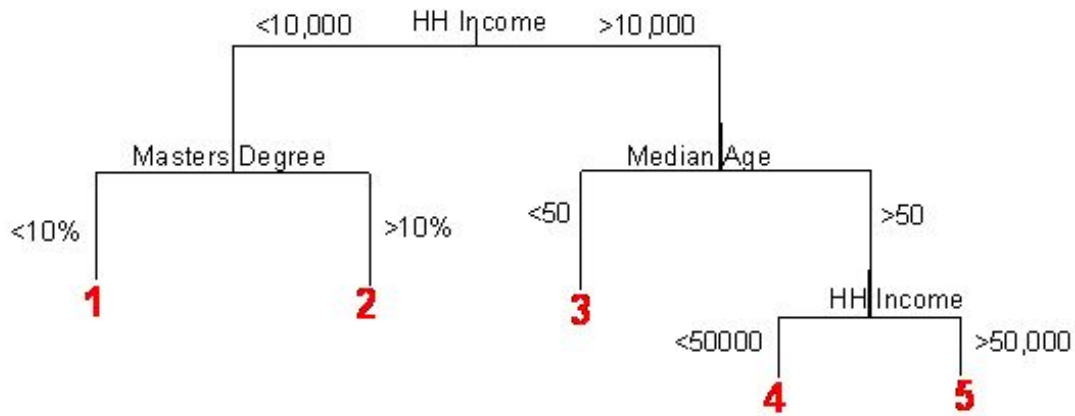 <10,000 HH Income >10,000
Masters Degree Median Age
<10% >10% <50 >50
1 2 3 HH Income
<50000 >50,000
4 5